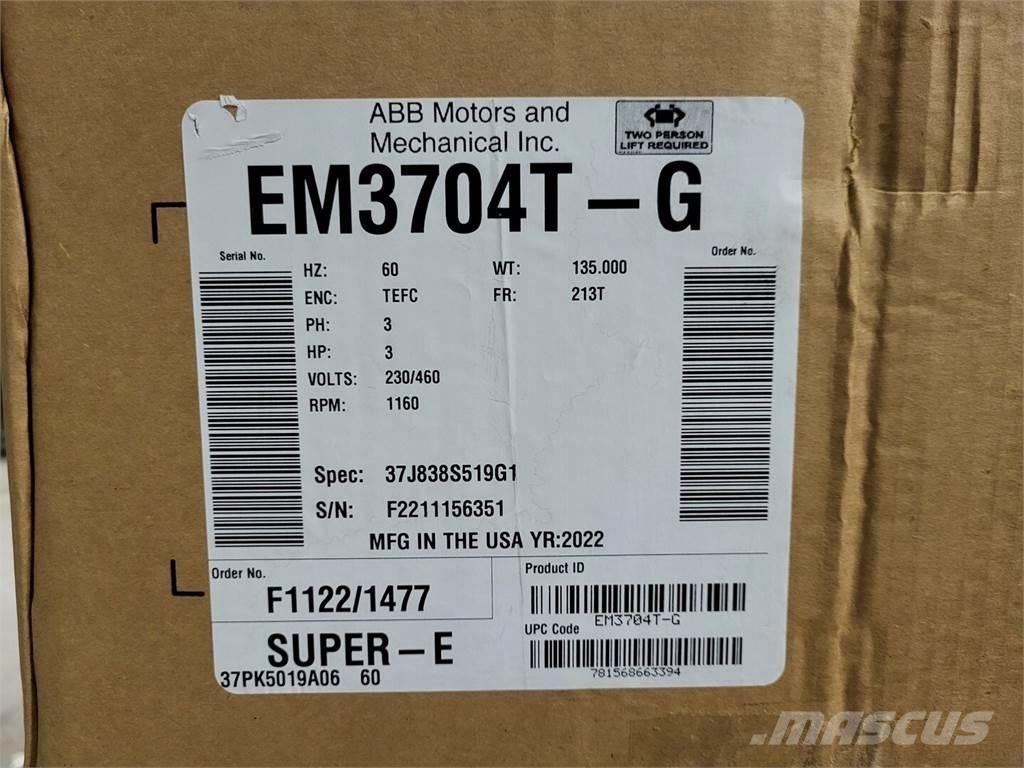 ABB Motors and
Mechanical Inc.
TWO PERSON
LIFT REQUIRED
EM3704T-G
Serial No.
Order No.
HZ: 60 WT: 135.000
ENC: TEFC FR: 213T
PH: 3
HP: 3
VOLTS: 230/460
RPM: 1160
Spec: 37J838S519G1
S/N: F2211156351
MFG IN THE USA YR:2022
Order No.
F1122/1477
Product ID
EM3704T-G
UPC Code
781568663394
SUPER-E
37PK5019A06 60
MASCUS